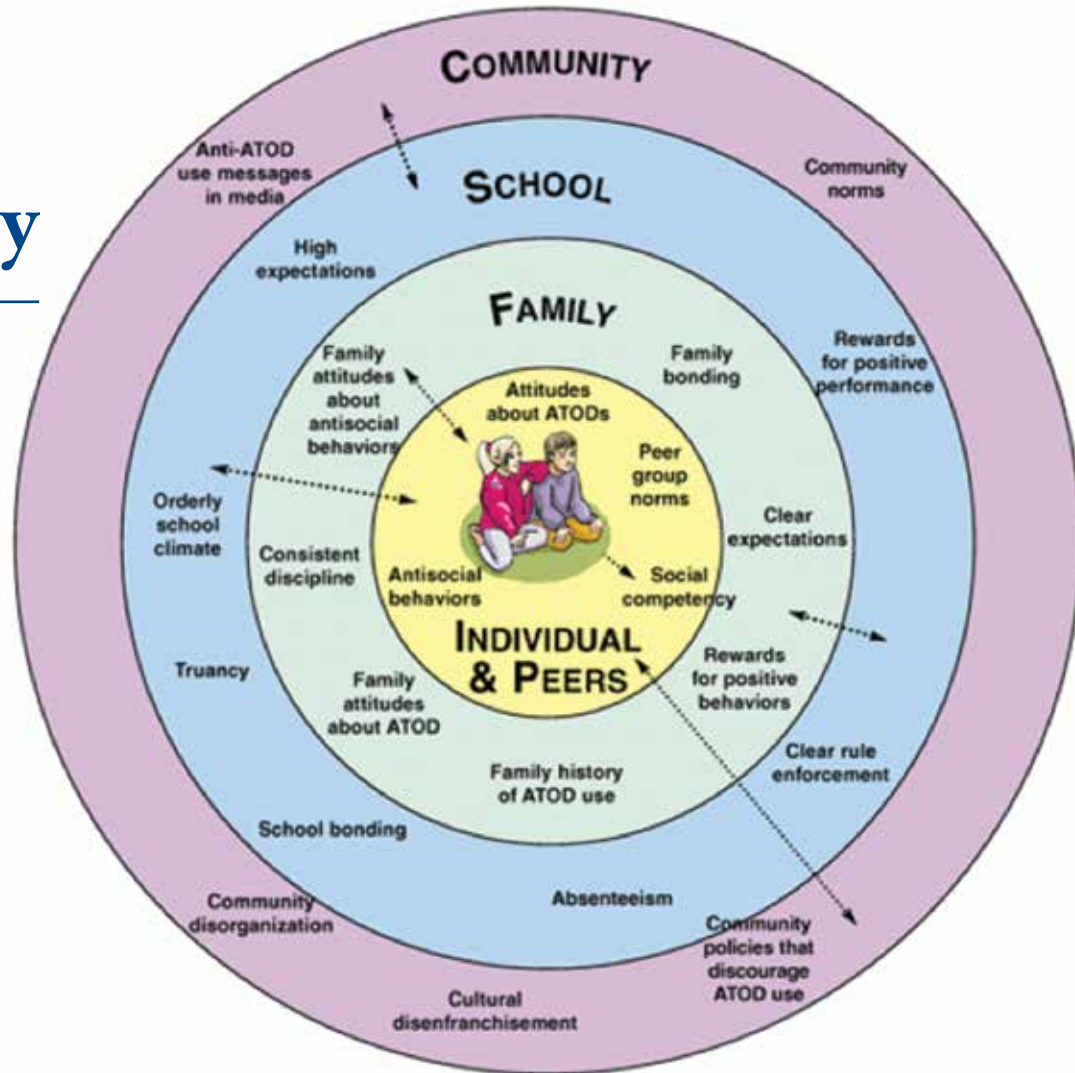 COMMUNITY
Anti-ATOD
use messages
in media
Community
norms
y
SCHOOL
High
expectations
Rewards
for positive
performance
FAMILY
Family
attitudes
about
antisocial
behaviors
Family
bonding
Attitudes
about ATODs
Peer
group
norms
Orderly
school
climate
Clear
expectations
Consistent
discipline
Antisocial
behaviors
Social
competency
INDIVIDUAL
& PEERS
Truancy
Family
attitudes
about ATOD
Rewards
for positive
behaviors
Clear rule
enforcement
Family history
of ATOD use
School bonding
Absenteeism
Community
disorganization
Community
policies that
discourage
ATOD use
Cultural
disenfranchisement